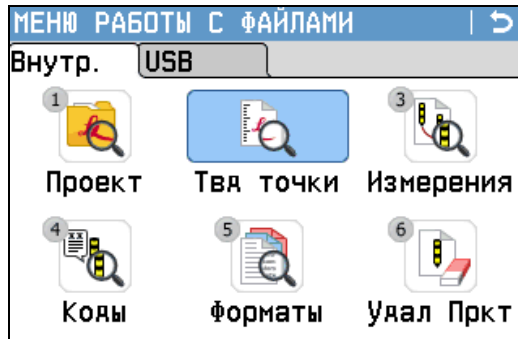 МЕНЮ РАБОТЫ С ФАЙЛАМИ
Внутр. USB
1 3
Проект Твд точки Измерения
4 5 6
Коды Форматы Удал Пркт